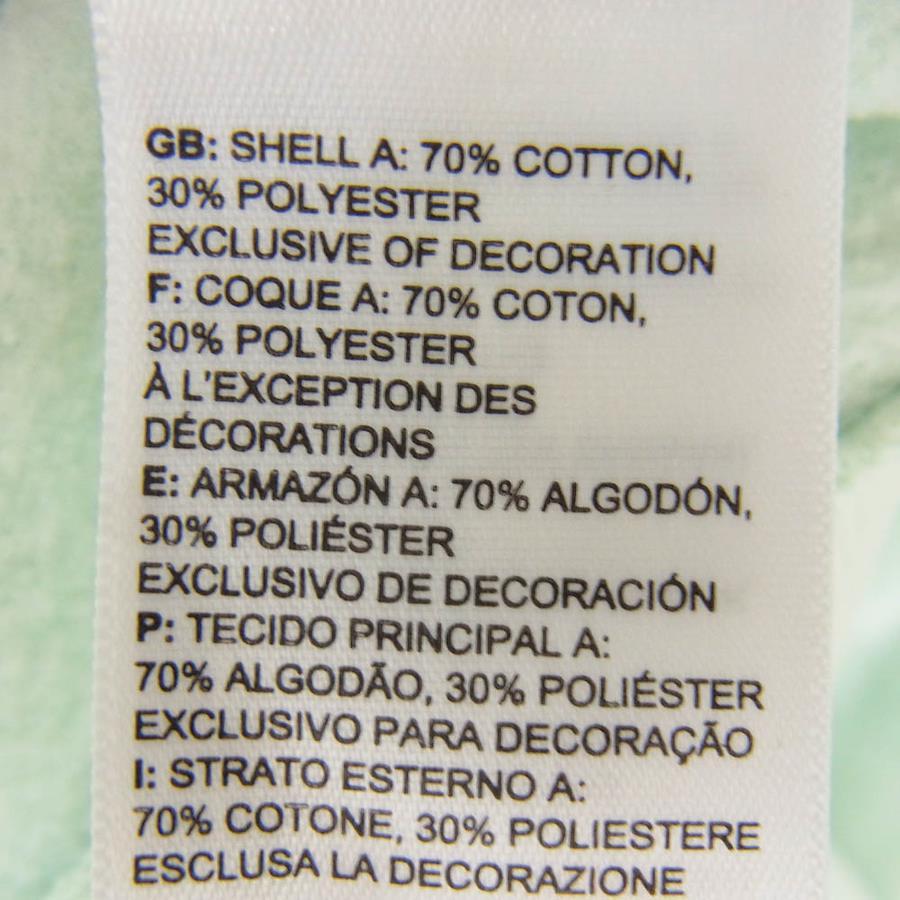 GB: SHELL A: 70% COTTON,
30% POLYESTER
EXCLUSIVE OF DECORATION
F: COQUE A: 70% COTON,
30% POLYESTER
À L'EXCEPTION DES
DÉCORATIONS
E: ARMAZÓN A: 70% ALGODÓN,
30% POLIÉSTER
EXCLUSIVO DE DECORACIÓN
P: TECIDO PRINCIPAL A:
70% ALGODÃO, 30% POLIÉSTER
EXCLUSIVO PARA DECORAÇÃO
I: STRATO ESTERNO A:
70% COTONE, 30% POLIESTERE
ESCLUSA LA DECORAZIONE